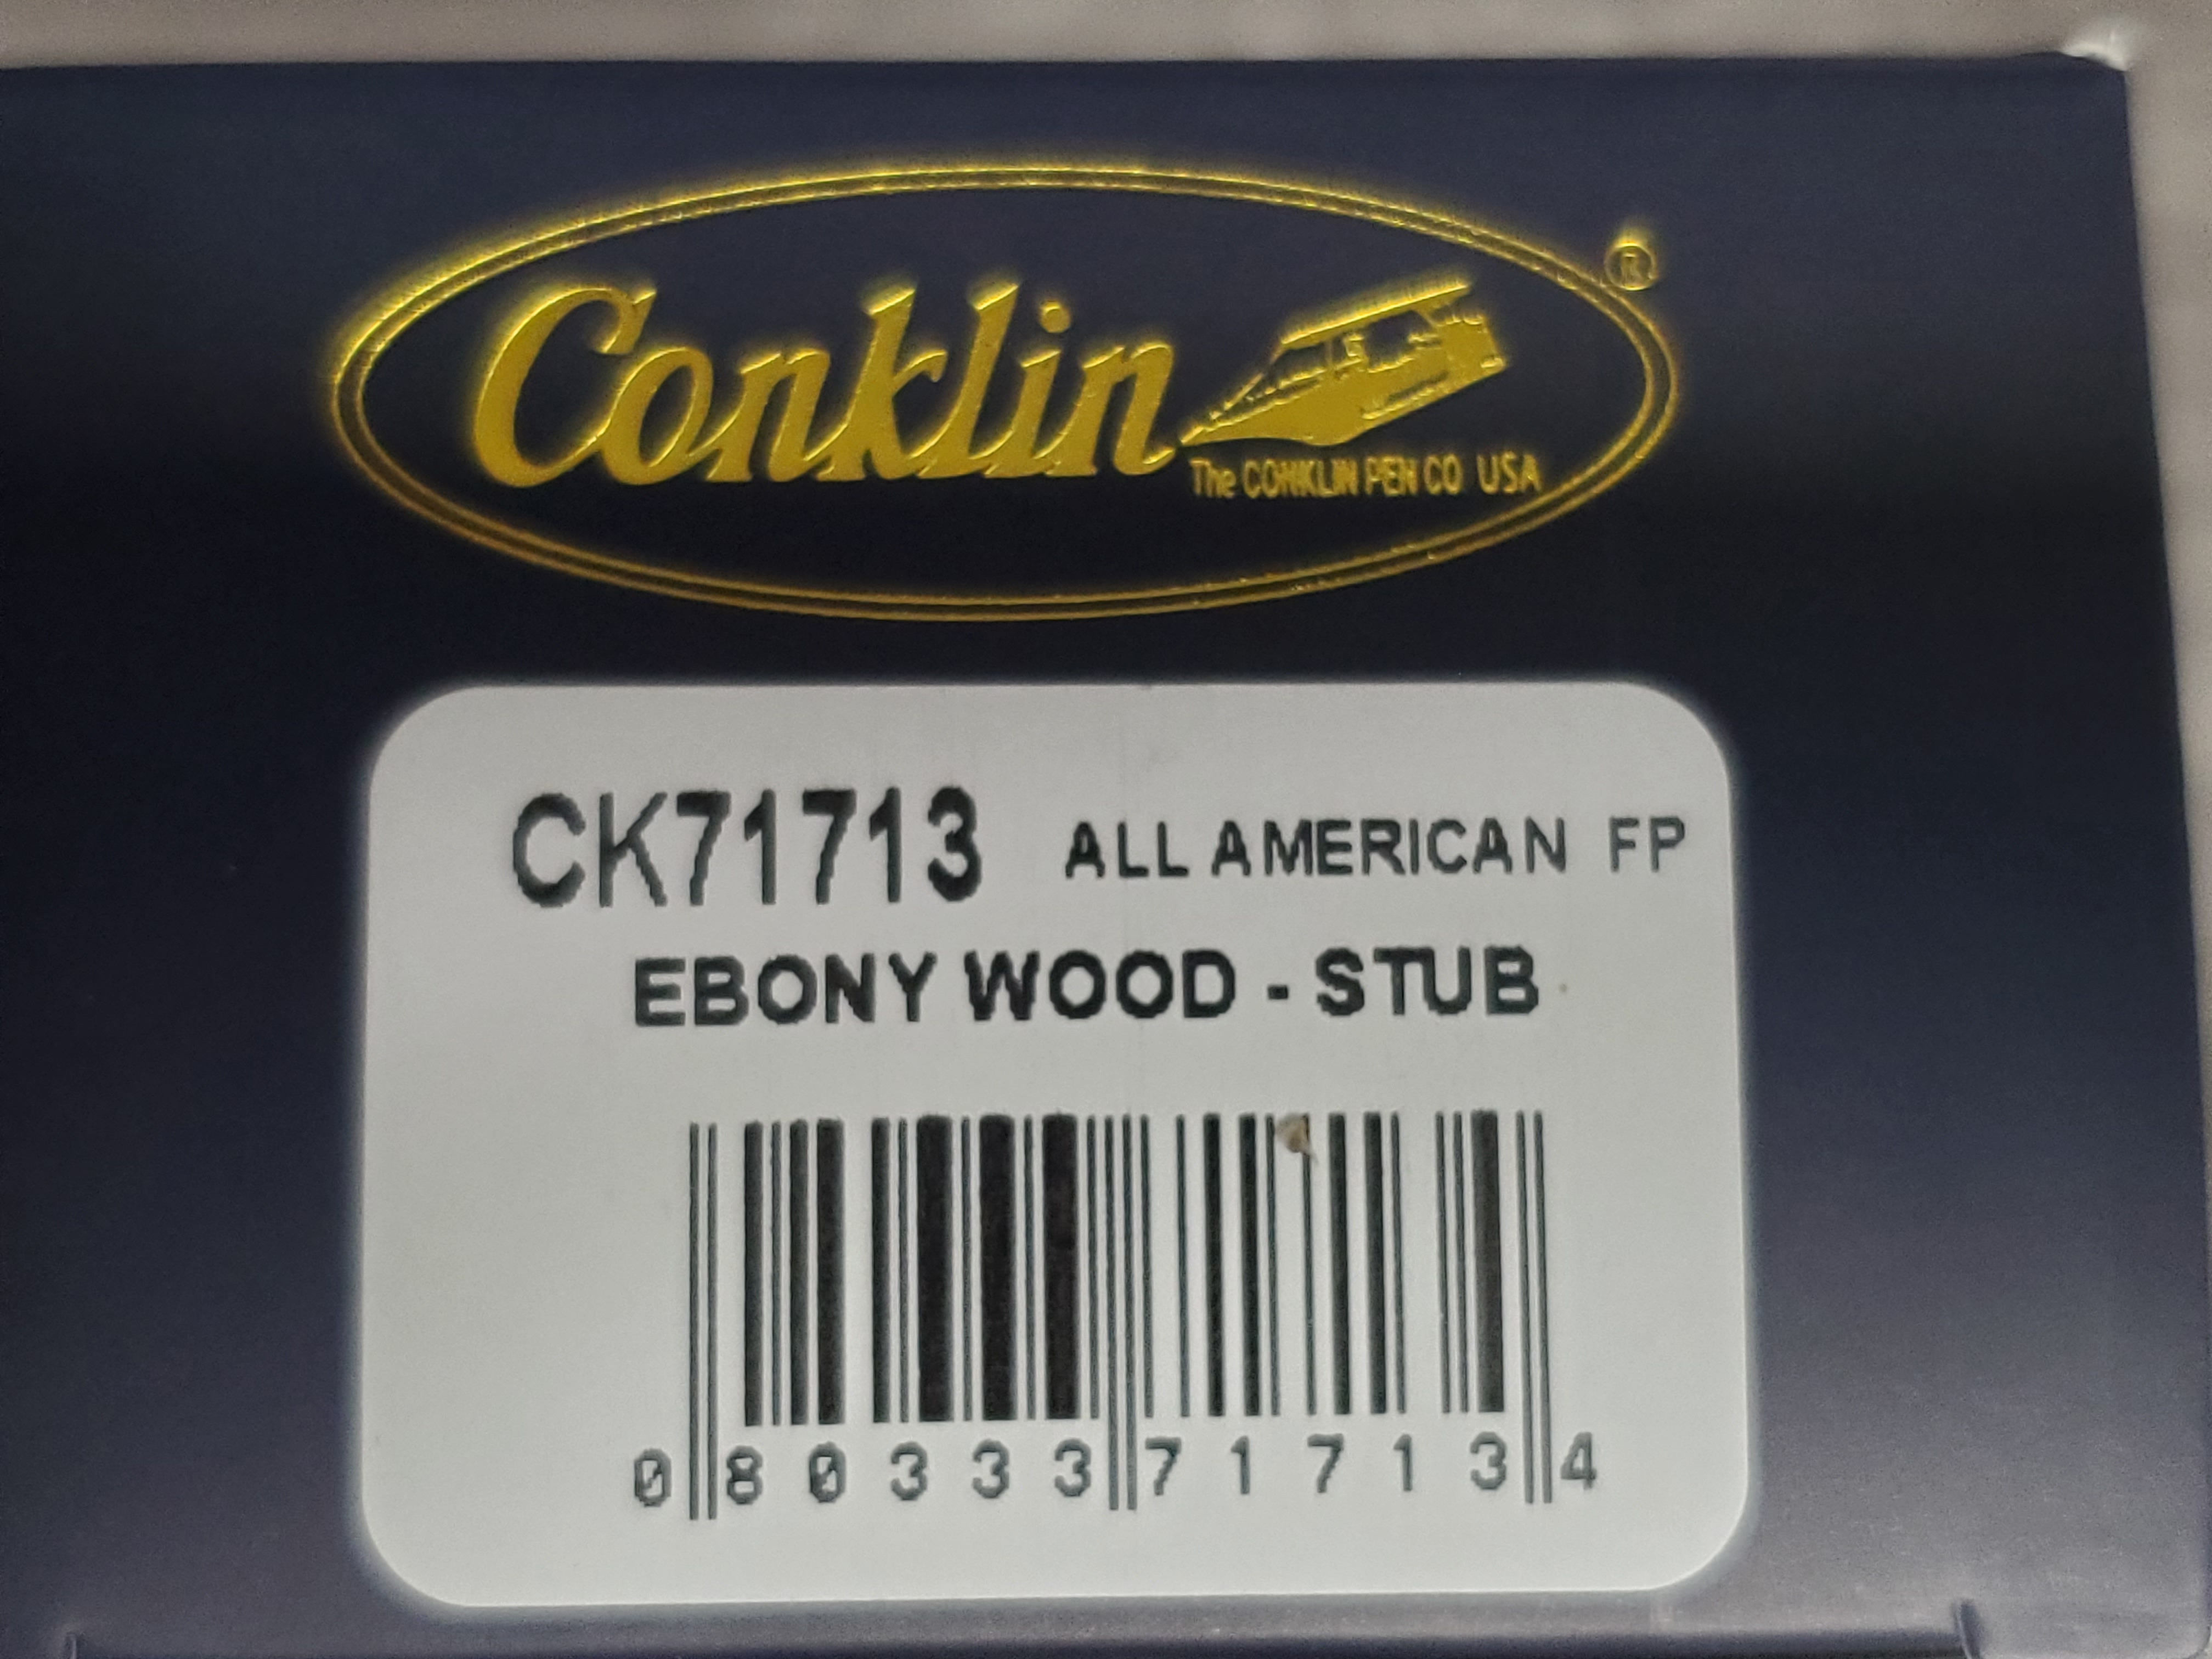 Conklin ®
The CONKLIN PEN CO USA
CK71713 ALL AMERICAN FP
EBONY WOOD - STUB
0 80333 71713 4